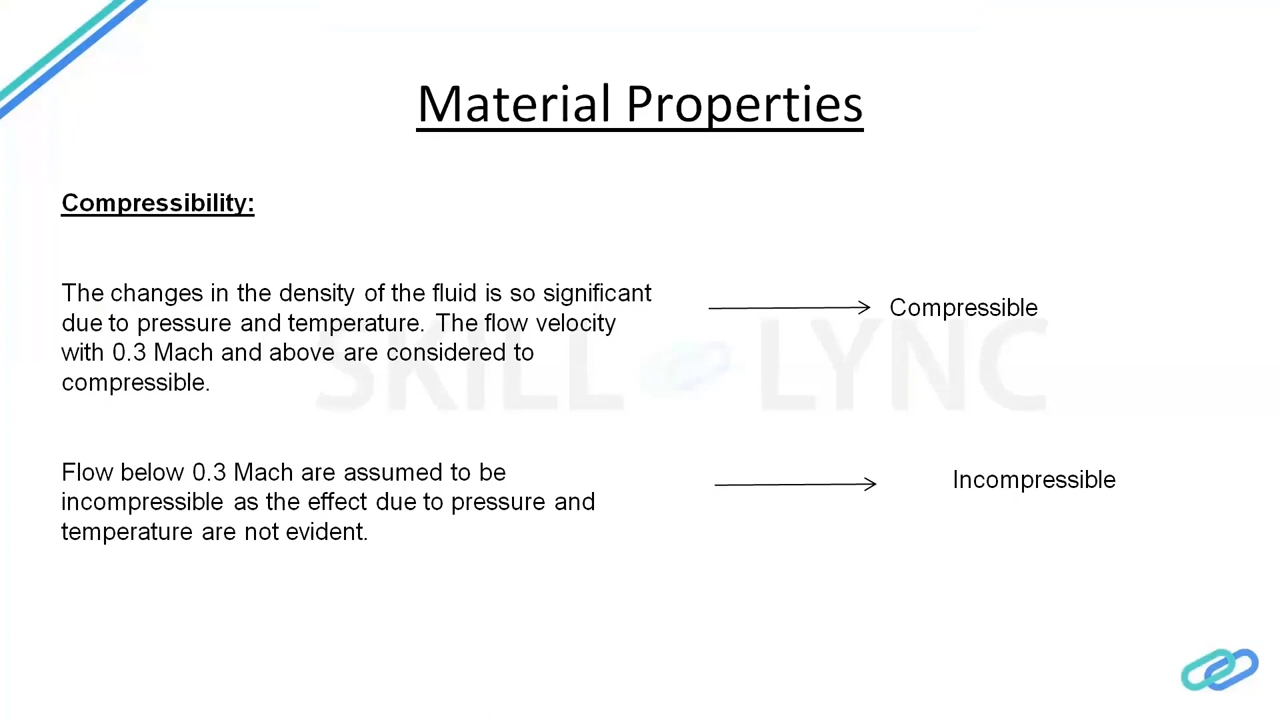 Material Properties
Compressibility:
The changes in the density of the fluid is so significant
due to pressure and temperature. The flow velocity
with 0.3 Mach and above are considered to
compressible.
Compressible
SKILL LYNC
Flow below 0.3 Mach are assumed to be
incompressible as the effect due to pressure and
temperature are not evident.
Incompressible